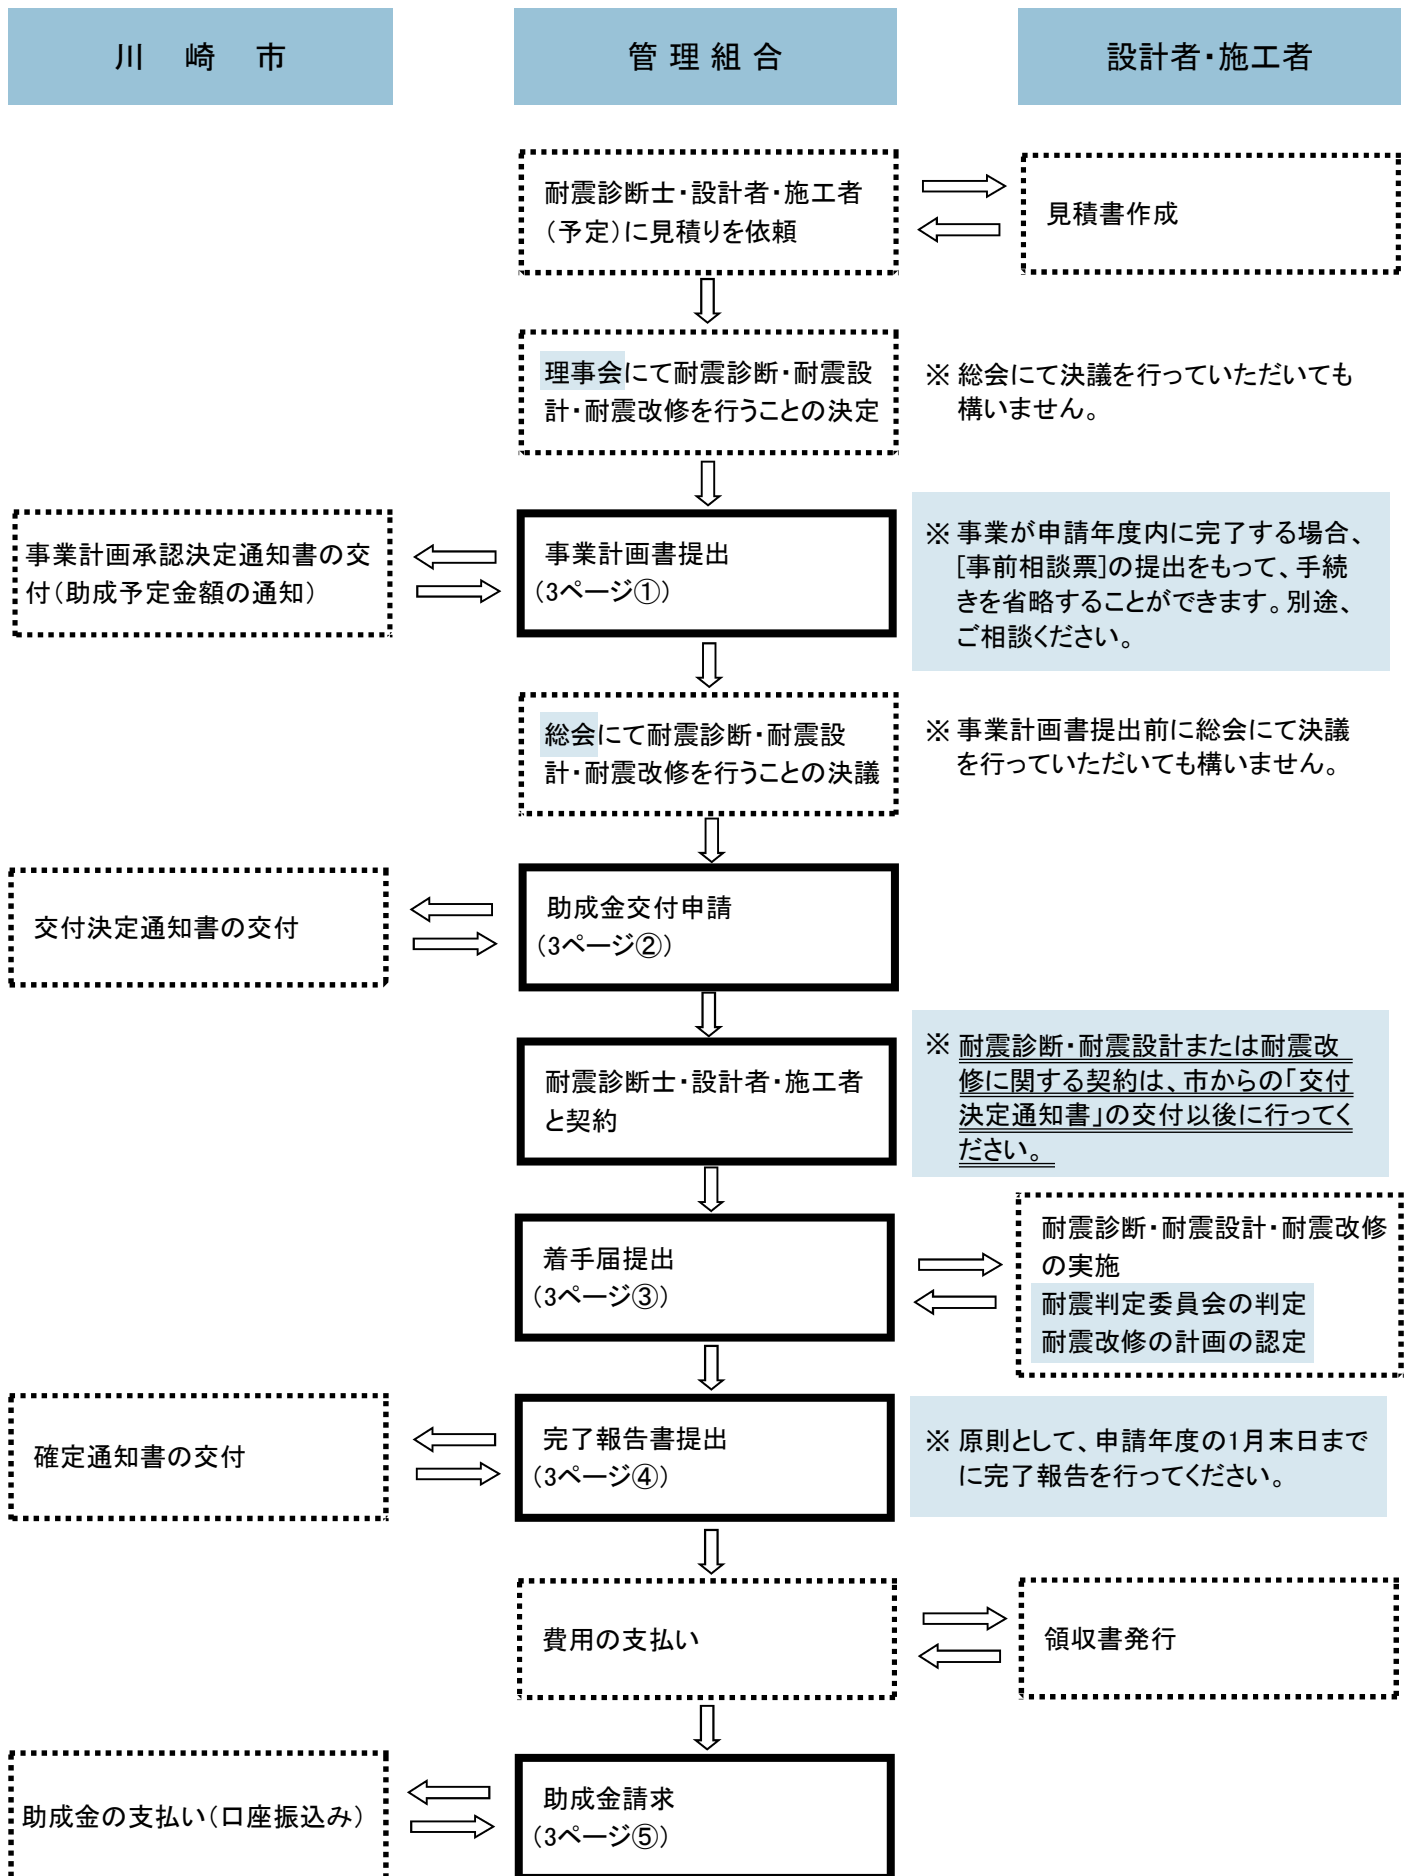 川　崎　市
管 理 組 合
設計者・施工者
耐震診断士・設計者・施工者
（予定）に見積りを依頼
見積書作成
理事会にて耐震診断・耐震設
計・耐震改修を行うことの決定
※ 総会にて決議を行っていただいても
構いません。
事業計画承認決定通知書の交
付（助成予定金額の通知）
事業計画書提出
（3ページ①）
※ 事業が申請年度内に完了する場合、
[事前相談票]の提出をもって、手続
きを省略することができます。別途、
ご相談ください。
総会にて耐震診断・耐震設
計・耐震改修を行うことの決議
※ 事業計画書提出前に総会にて決議
を行っていただいても構いません。
交付決定通知書の交付
助成金交付申請
（3ページ②）
耐震診断士・設計者・施工者
と契約
※ 耐震診断・耐震設計または耐震改
修に関する契約は、市からの「交付
決定通知書」の交付以後に行ってく
ださい。
着手届提出
（3ページ③）
耐震診断・耐震設計・耐震改修
の実施
耐震判定委員会の判定
耐震改修の計画の認定
確定通知書の交付
完了報告書提出
（3ページ④）
※ 原則として、申請年度の1月末日まで
に完了報告を行ってください。
費用の支払い
領収書発行
助成金の支払い（口座振込み）
助成金請求
（3ページ⑤）